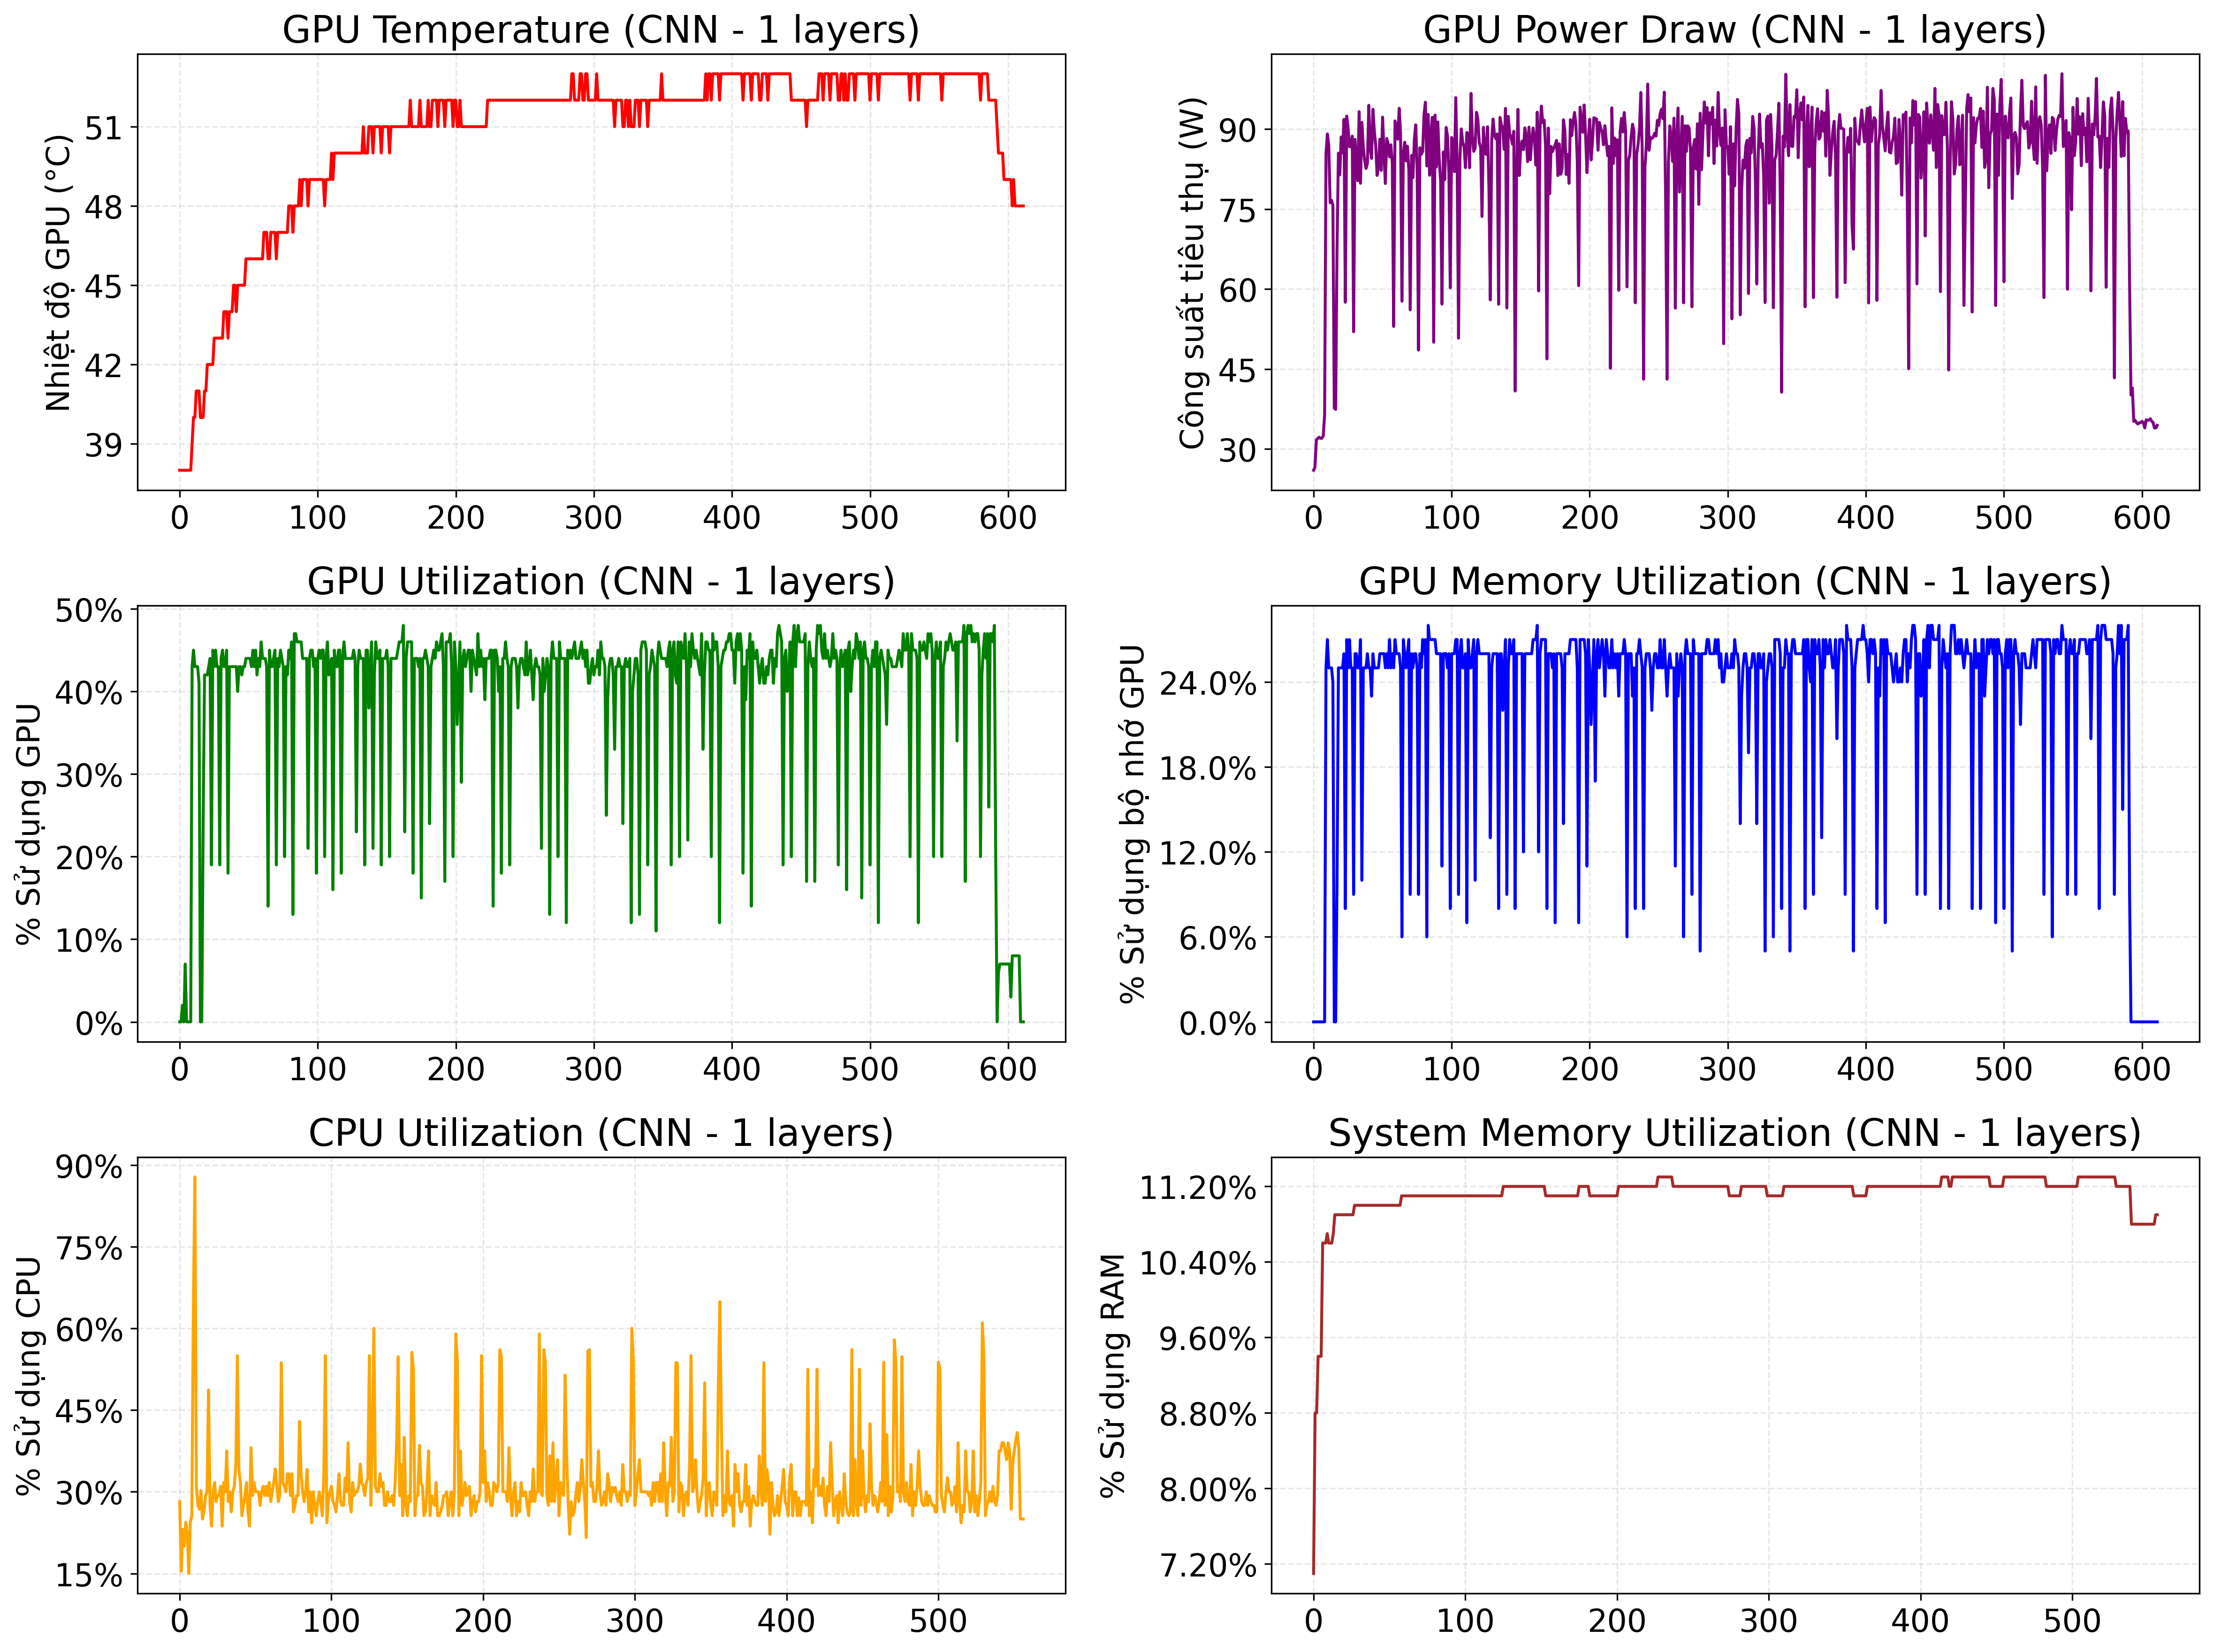 GPU Temperature (CNN - 1 layers)
Nhiệt độ GPU (°C)
51
48
45
42
39
0 100 200 300 400 500 600
GPU Power Draw (CNN - 1 layers)
Công suất tiêu thụ (W)
90
75
60
45
30
0 100 200 300 400 500 600
GPU Utilization (CNN - 1 layers)
% Sử dụng GPU
50%
40%
30%
20%
10%
0%
0 100 200 300 400 500 600
GPU Memory Utilization (CNN - 1 layers)
% Sử dụng bộ nhớ GPU
24.0%
18.0%
12.0%
6.0%
0.0%
0 100 200 300 400 500 600
CPU Utilization (CNN - 1 layers)
% Sử dụng CPU
90%
75%
60%
45%
30%
15%
0 100 200 300 400 500
System Memory Utilization (CNN - 1 layers)
% Sử dụng RAM
11.20%
10.40%
9.60%
8.80%
8.00%
7.20%
0 100 200 300 400 500